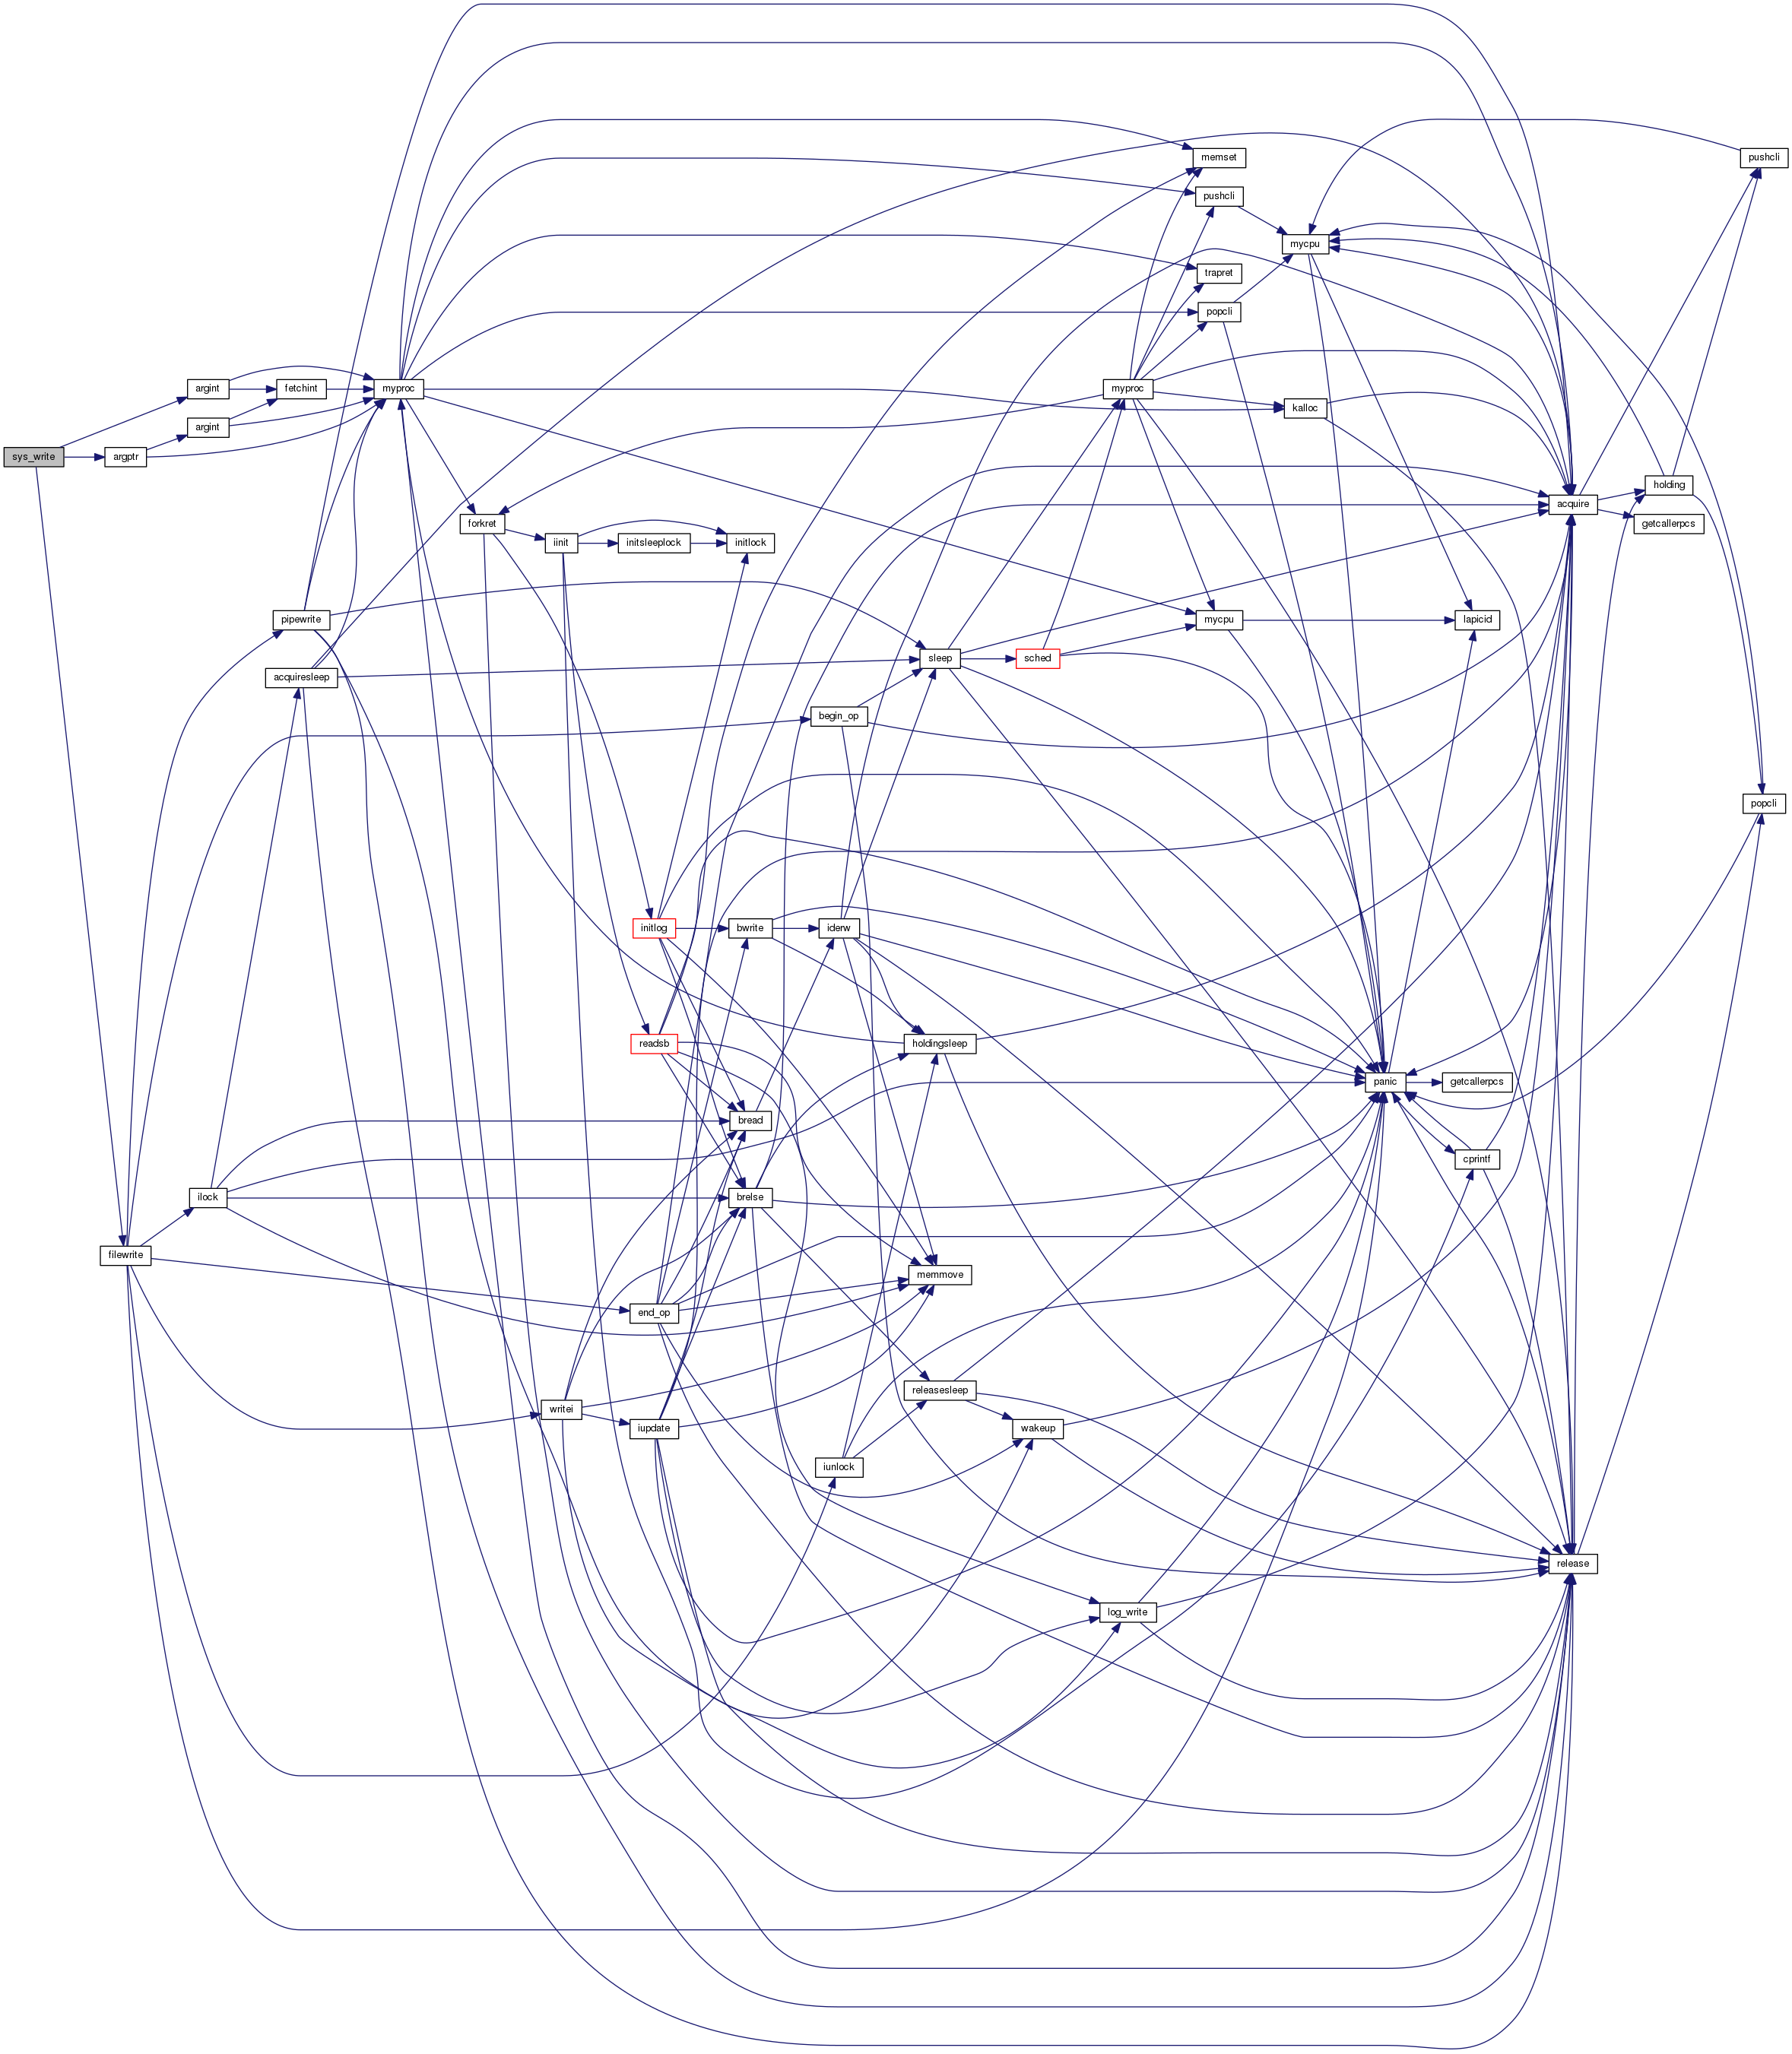 memset
pushcli
pushcli
mycpu
trapret
popcli
argint
fetchint
myproc
myproc
kalloc
argint
sys_write
argptr
holding
acquire
getcallerpcs
forkret
iinit
initsleeplock
initlock
pipewrite
mycpu
lapicid
sleep
sched
acquiresleep
begin_op
popcli
initlog
bwrite
iderw
readsb
holdingsleep
panic
getcallerpcs
bread
cprintf
ilock
brelse
filewrite
memmove
end_op
releasesleep
writei
iupdate
wakeup
iunlock
release
log_write